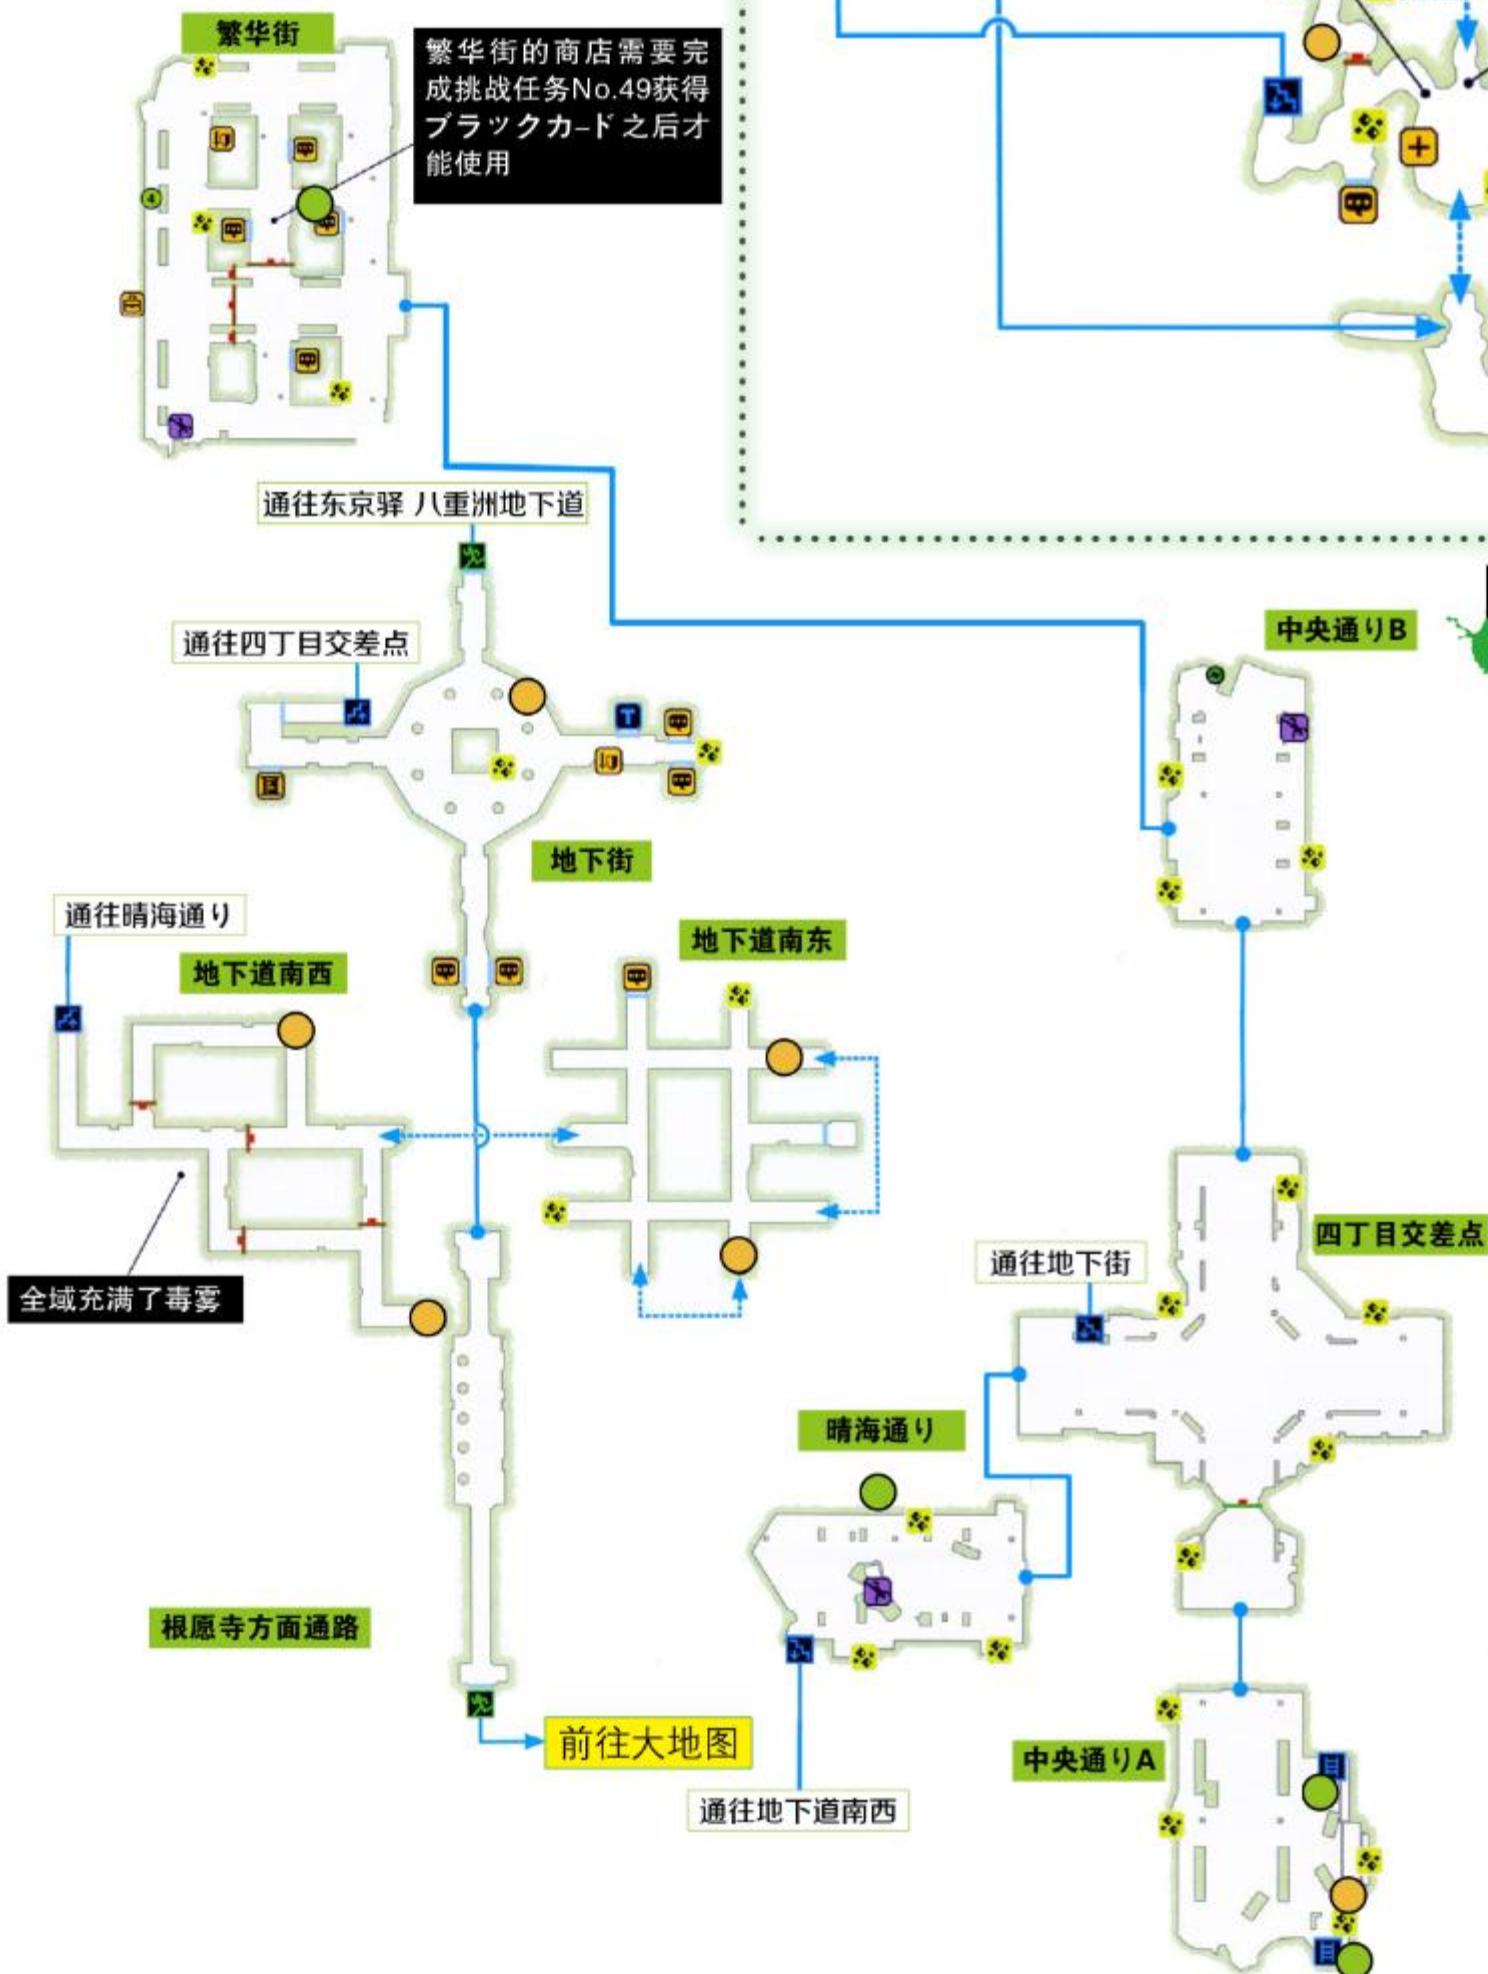 繁华街
繁华街的商店需要完
成挑战任务No.49获得
ブラックカード之后才
能使用
4
通往东京驿 八重洲地下道
通往四丁目交差点
中央通りB
T
地下街
通往晴海通り
地下道南西
地下道南东
全域充满了毒雾
通往地下街
四丁目交差点
晴海通り
根愿寺方面通路
前往大地图
通往地下道南西
中央通りA